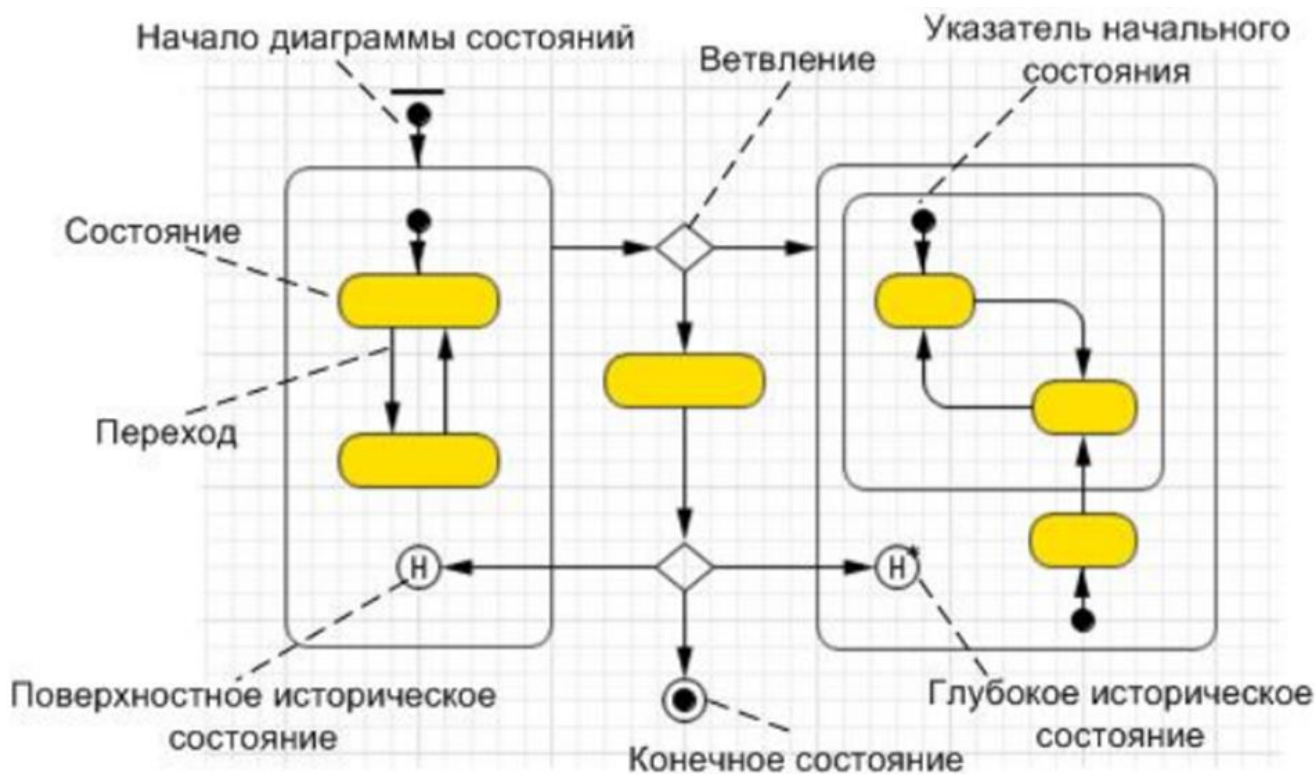 Начало диаграммы состояний
Ветвление
Указатель начального
состояния
Состояние
Переход
H
H*
Поверхностное историческое
состояние
Глубокое историческое
состояние
Конечное состояние